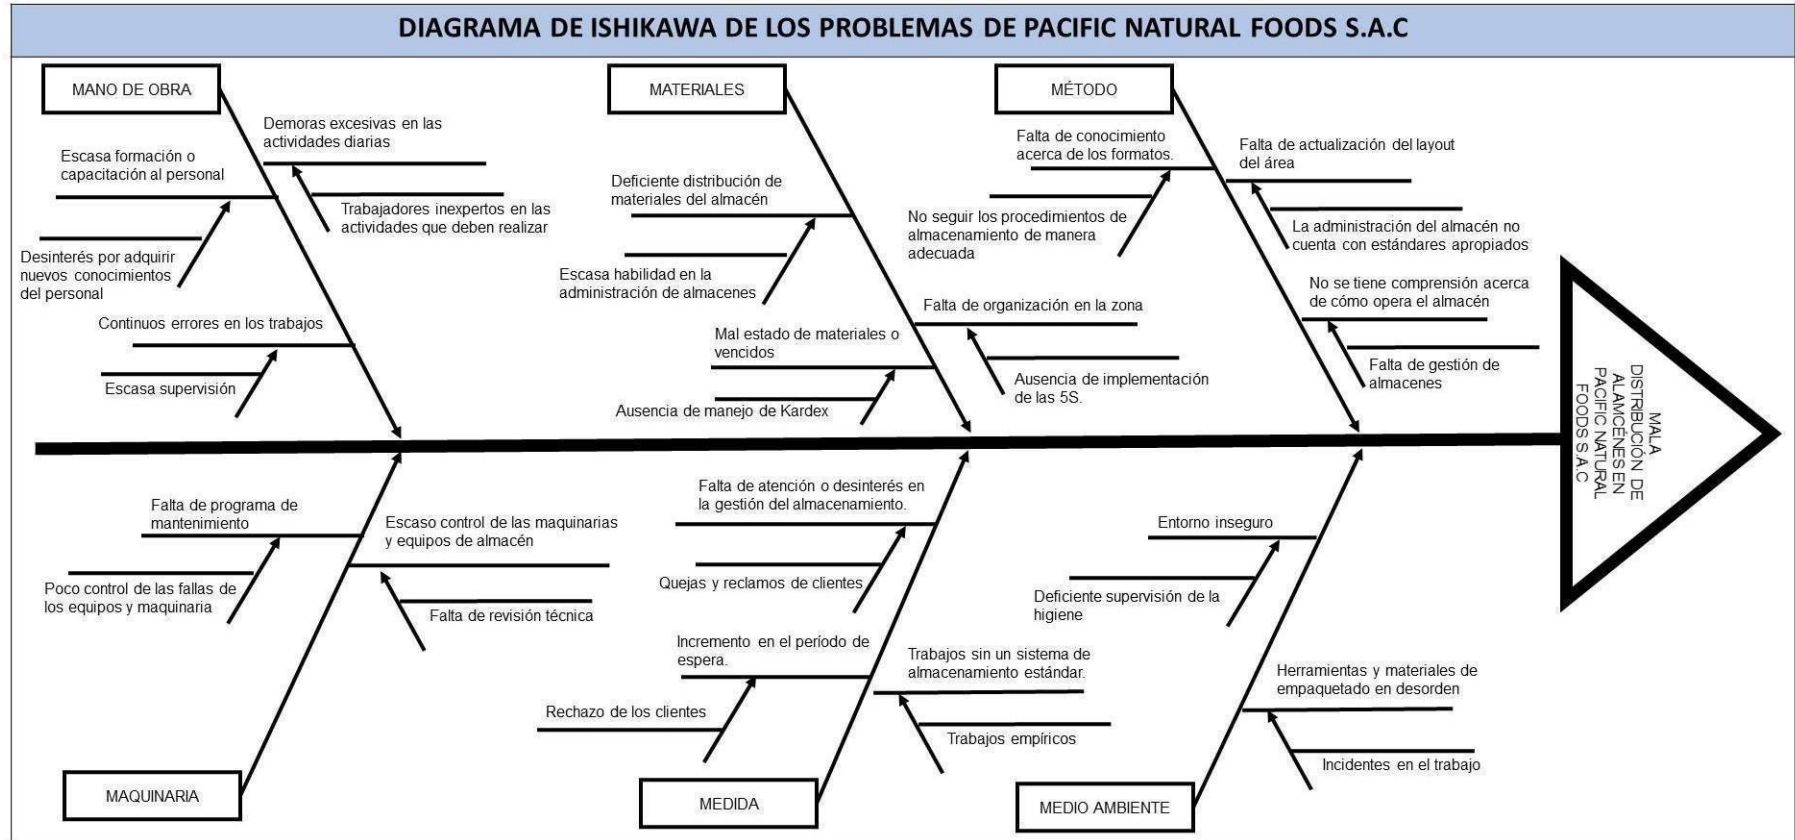 DIAGRAMA DE ISHIKAWA DE LOS PROBLEMAS DE PACIFIC NATURAL FOODS S.A.C
MANO DE OBRA
Demoras excesivas en las
actividades diarias
Escasa formación o
capacitación al personal
Trabajadores inexpertos en las
actividades que deben realizar
Desinterés por adquirir
nuevos conocimientos
del personal
Continuos errores en los trabajos
Escasa supervisión
MATERIALES
Deficiente distribución de
materiales del almacén
Escasa habilidad en la
administración de almacenes
Falta de organización en la zona
Mal estado de materiales o
vencidos
Ausencia de implementación
de las 5S.
Ausencia de manejo de Kardex
MÉTODO
Falta de conocimiento
acerca de los formatos.
Falta de actualización del layout
del área
No seguir los procedimientos de
almacenamiento de manera
adecuada
La administración del almacén no
cuenta con estándares apropiados
No se tiene comprensión acerca
de cómo opera el almacén
Falta de gestión de
almacenes
MALA
DISTRIBUCIÓN DE
ALAMCÉNES EN
PACIFIC NATURAL
FOODS S.A.C
Falta de programa de
mantenimiento
Escaso control de las maquinarias
y equipos de almacén
Poco control de las fallas de
los equipos y maquinaria
Falta de revisión técnica
MAQUINARIA
Falta de atención o desinterés en
la gestión del almacenamiento.
Quejas y reclamos de clientes
Incremento en el período de
espera.
Trabajos sin un sistema de
almacenamiento estándar.
Rechazo de los clientes
Trabajos empíricos
MEDIDA
Entorno inseguro
Deficiente supervisión de la
higiene
Herramientas y materiales de
empaquetado en desorden
Incidentes en el trabajo
MEDIO AMBIENTE